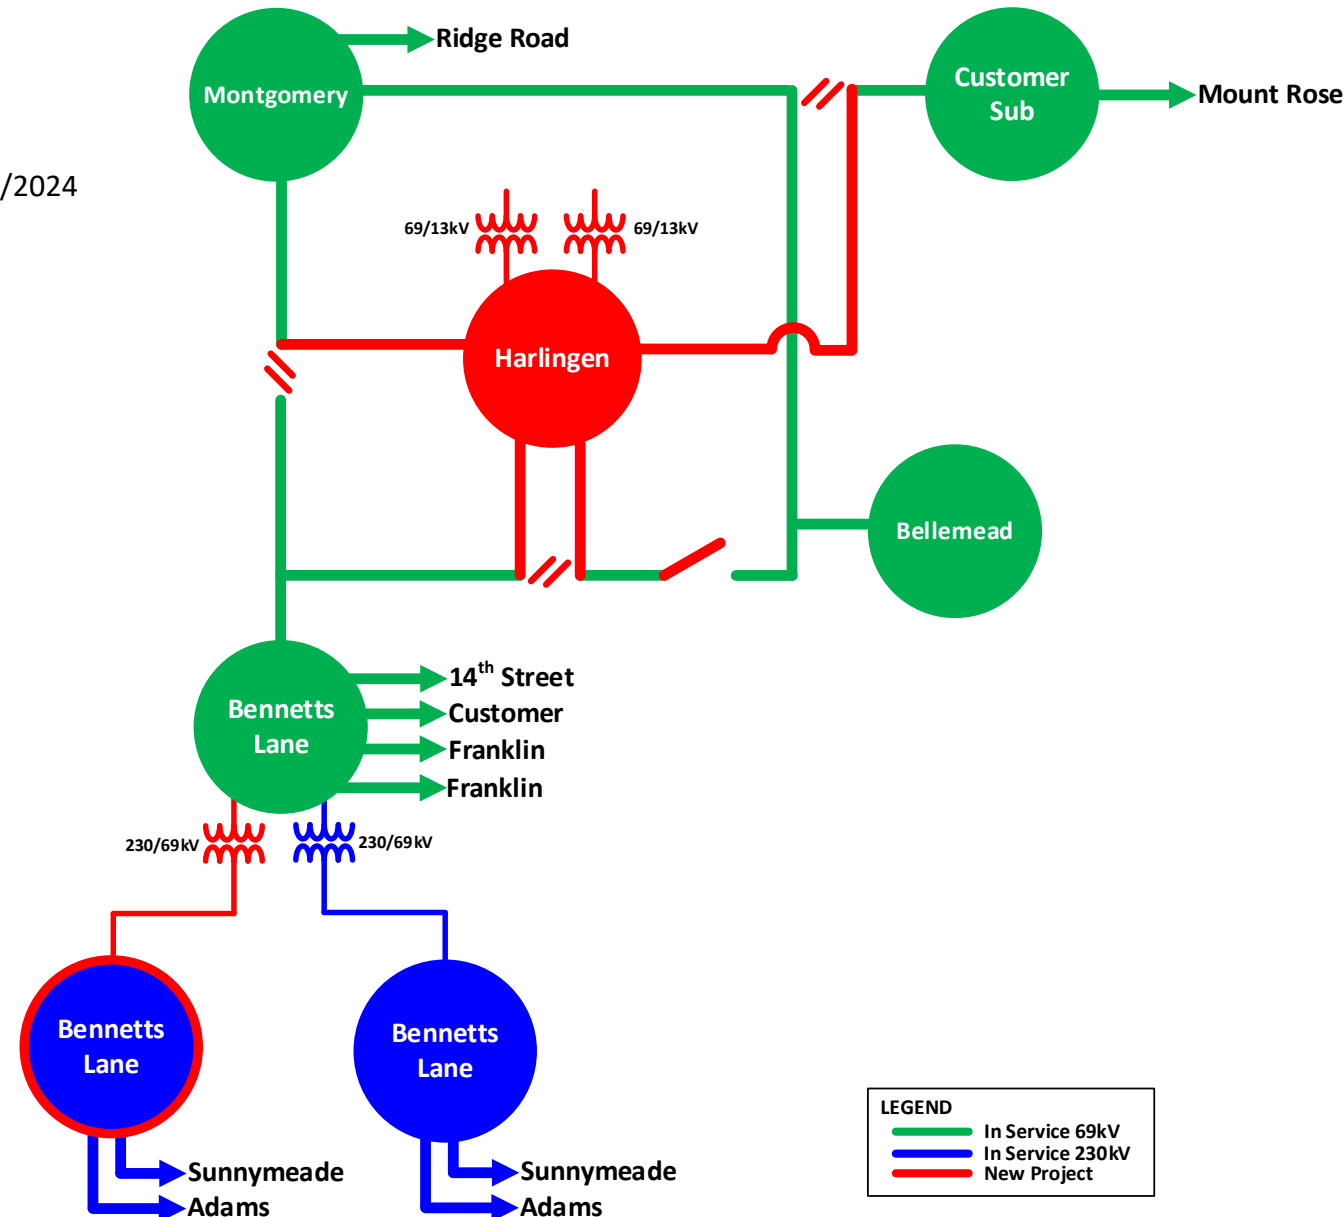 Ridge Road
Montgomery
Customer
Sub
Mount Rose
/2024
69/13kV
69/13kV
Harlingen
Bellemead
Bennetts
Lane
14th Street
Customer
Franklin
Franklin
230/69kV
230/69kV
Bennetts
Lane
Bennetts
Lane
Sunnymeade
Adams
Sunnymeade
Adams
LEGEND
In Service 69kV
In Service 230kV
New Project